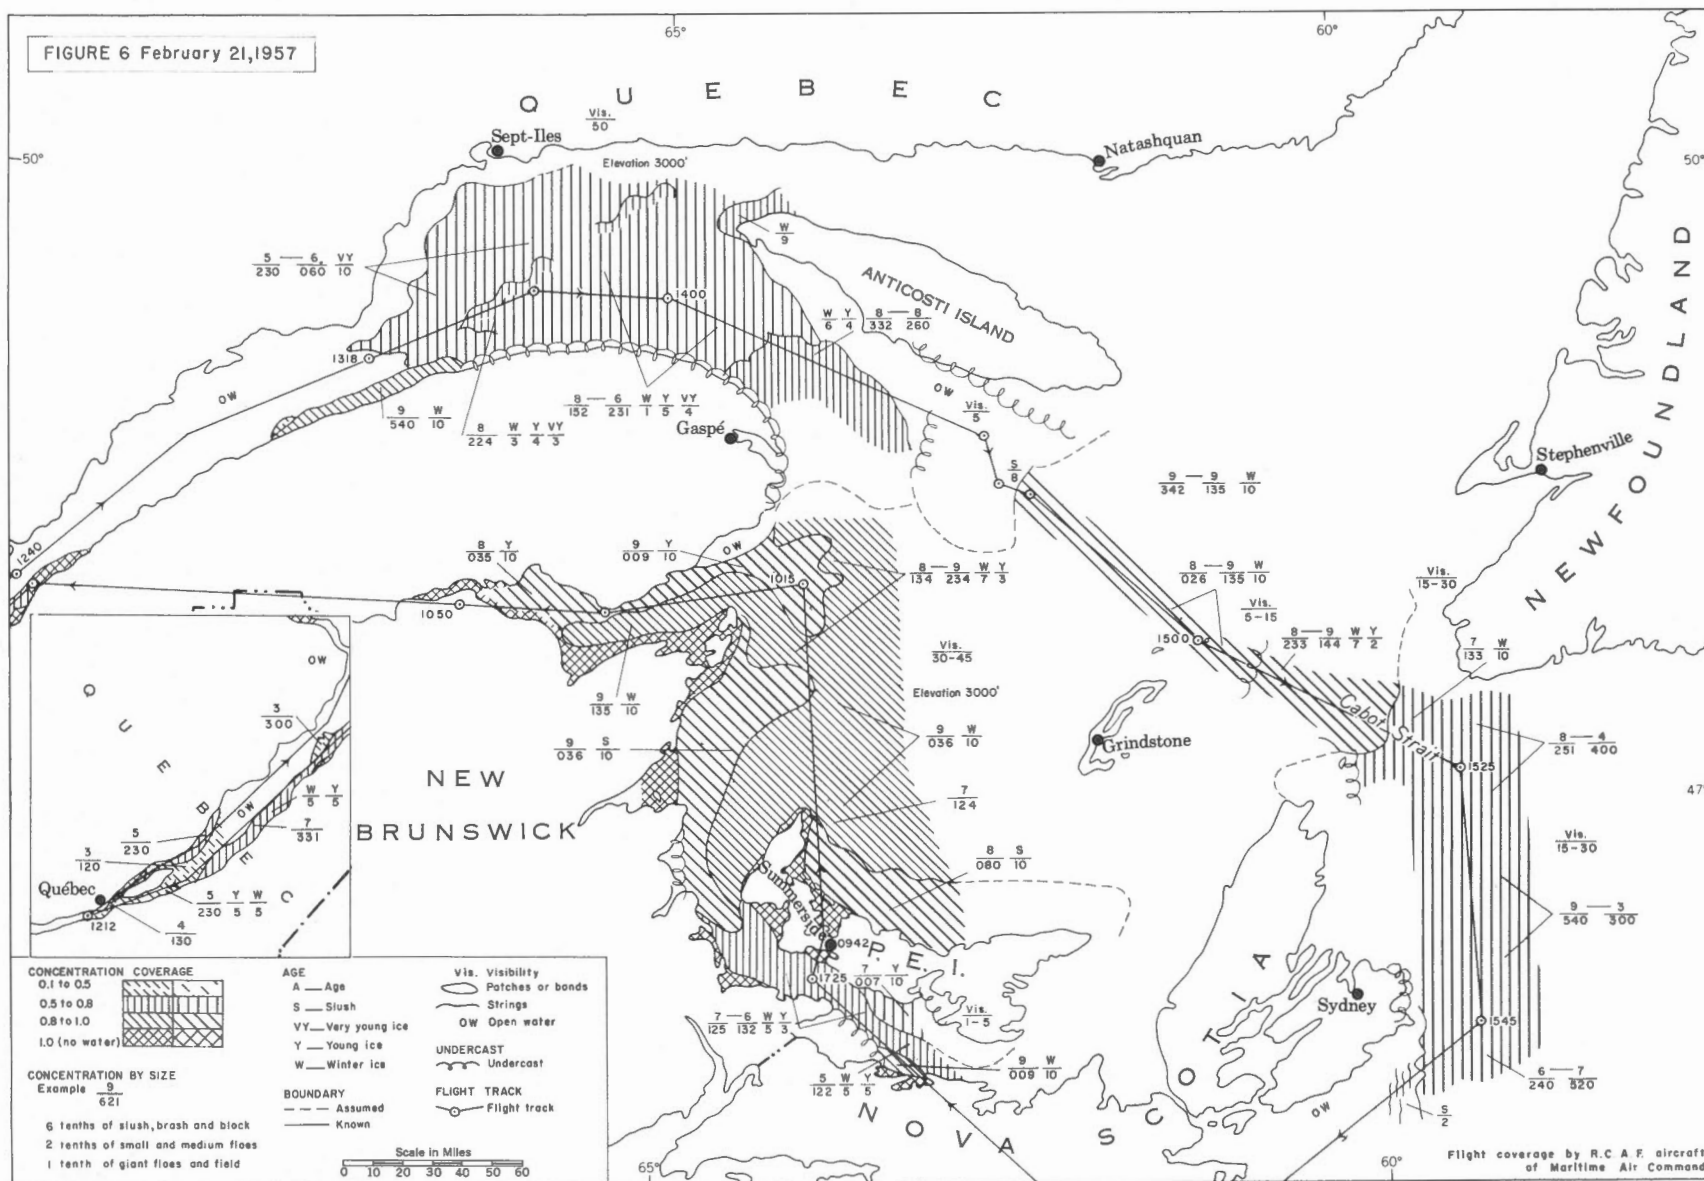 FIGURE 6 February 21, 1957
65°
60°
QUEBEC
Vis.
50
Sept-Iles
Natashquan
50°
50°
Elevation 3000'
W
9
5 — 6, VY
230 060 10
ANTICOSTI ISLAND
1400
W Y 8 — 8
6 4 332 260
1318
OW
OW
Vis.
5
9 W
540 10
8 W Y VY
224 3 4 3
8 — 6 W Y VY
152 231 1 5 4
Gaspé
S
8
9 — 9 W
342 135 10
Stephenville
NEWFOUNDLAND
1240
8 Y
035 10
9 Y
009 10
OW
1015
8 — 9 W Y
134 234 7 3
8 — 9 W
026 135 10
Vis.
15-30
1050
Vis.
5-15
1500
8 — 9 W Y
233 144 7 2
7 W
133 10
Vis.
30-45
Elevation 3000'
9 W
135 10
Cabot Strait
9 S
036 10
9 W
036 10
Grindstone
8 — 4
251 400
1525
NEW
BRUNSWICK
7
124
47°
Vis.
15-30
8 S
080 10
Summerside
0942
P. E. I.
9 — 3
540 300
1725
7 Y
007 10
Vis.
1-5
7 — 6 W Y
125 132 5 3
Sydney
1545
5 W Y
122 5 5
9 W
009 10
6 — 7
240 520
NOVA SCOTIA
OW
S
2
65°
60°
Flight coverage by R.C.A.F. aircraft
of Maritime Air Command
QUEBEC
OW
3
300
W Y
5 5
OW
7
331
5
230
3
120
Québec
5 Y W
230 5 5
1212
4
130
CONCENTRATION COVERAGE
0.1 to 0.5
0.5 to 0.8
0.8 to 1.0
1.0 (no water)
CONCENTRATION BY SIZE
Example 9
621
6 tenths of slush, brash and block
2 tenths of small and medium floes
1 tenth of giant floes and field
AGE
A — Age
S — Slush
VY — Very young ice
Y — Young ice
W — Winter ice
BOUNDARY
Assumed
Known
Vis. Visibility
Patches or bands
Strings
OW Open water
UNDERCAST
Undercast
FLIGHT TRACK
Flight track
Scale in Miles
0 10 20 30 40 50 60